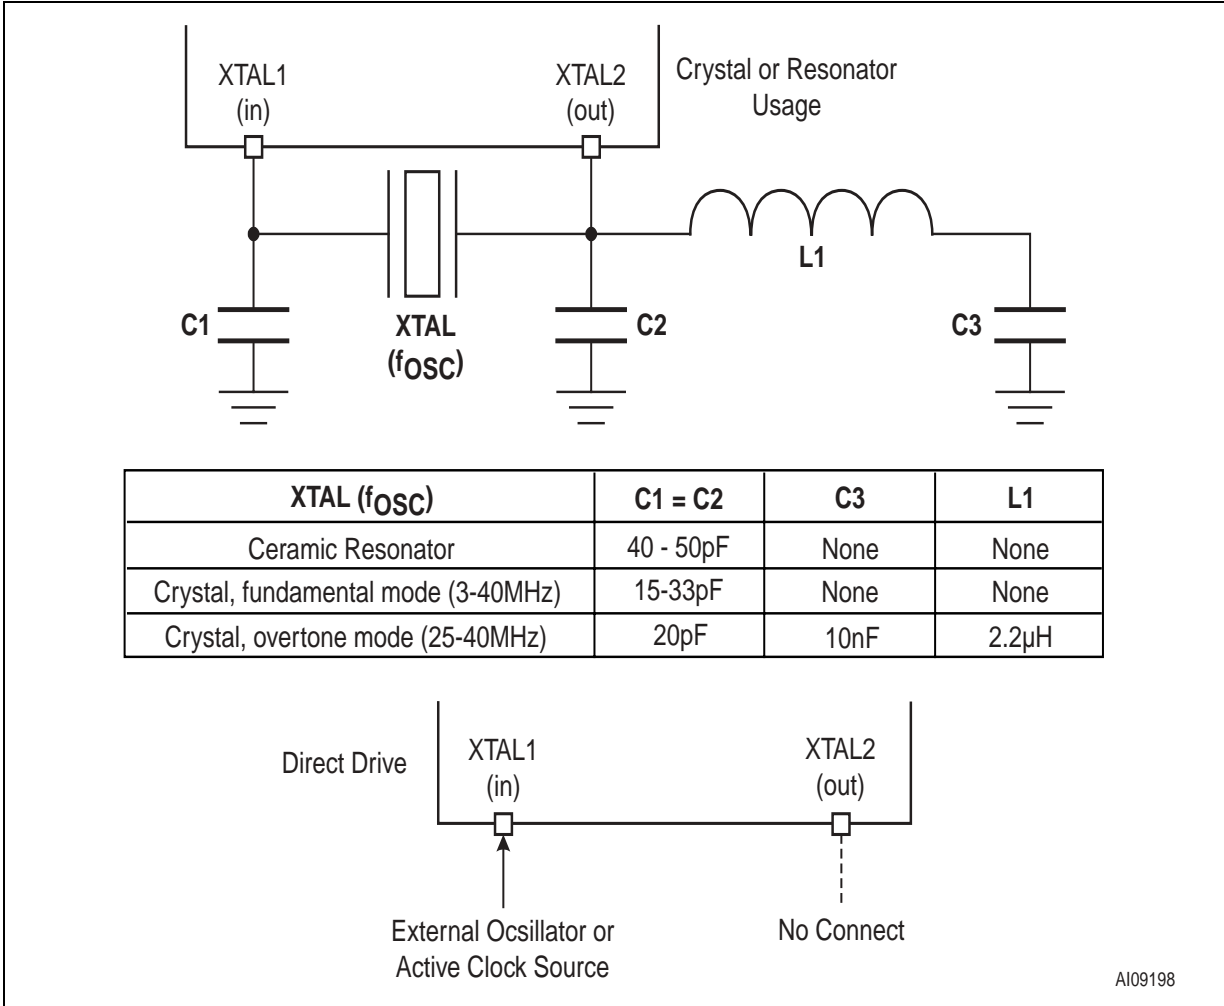 XTAL1
(in)
XTAL2
(out)
Crystal or Resonator
Usage
L1
C1
XTAL
(fOSC)
C2
C3
XTAL (fOSC) C1 = C2 C3 L1
Ceramic Resonator 40 - 50pF None None
Crystal, fundamental mode (3-40MHz) 15-33pF None None
Crystal, overtone mode (25-40MHz) 20pF 10nF 2.2µH
Direct Drive
XTAL1
(in)
XTAL2
(out)
External Ocsillator or
Active Clock Source
No Connect
AI09198